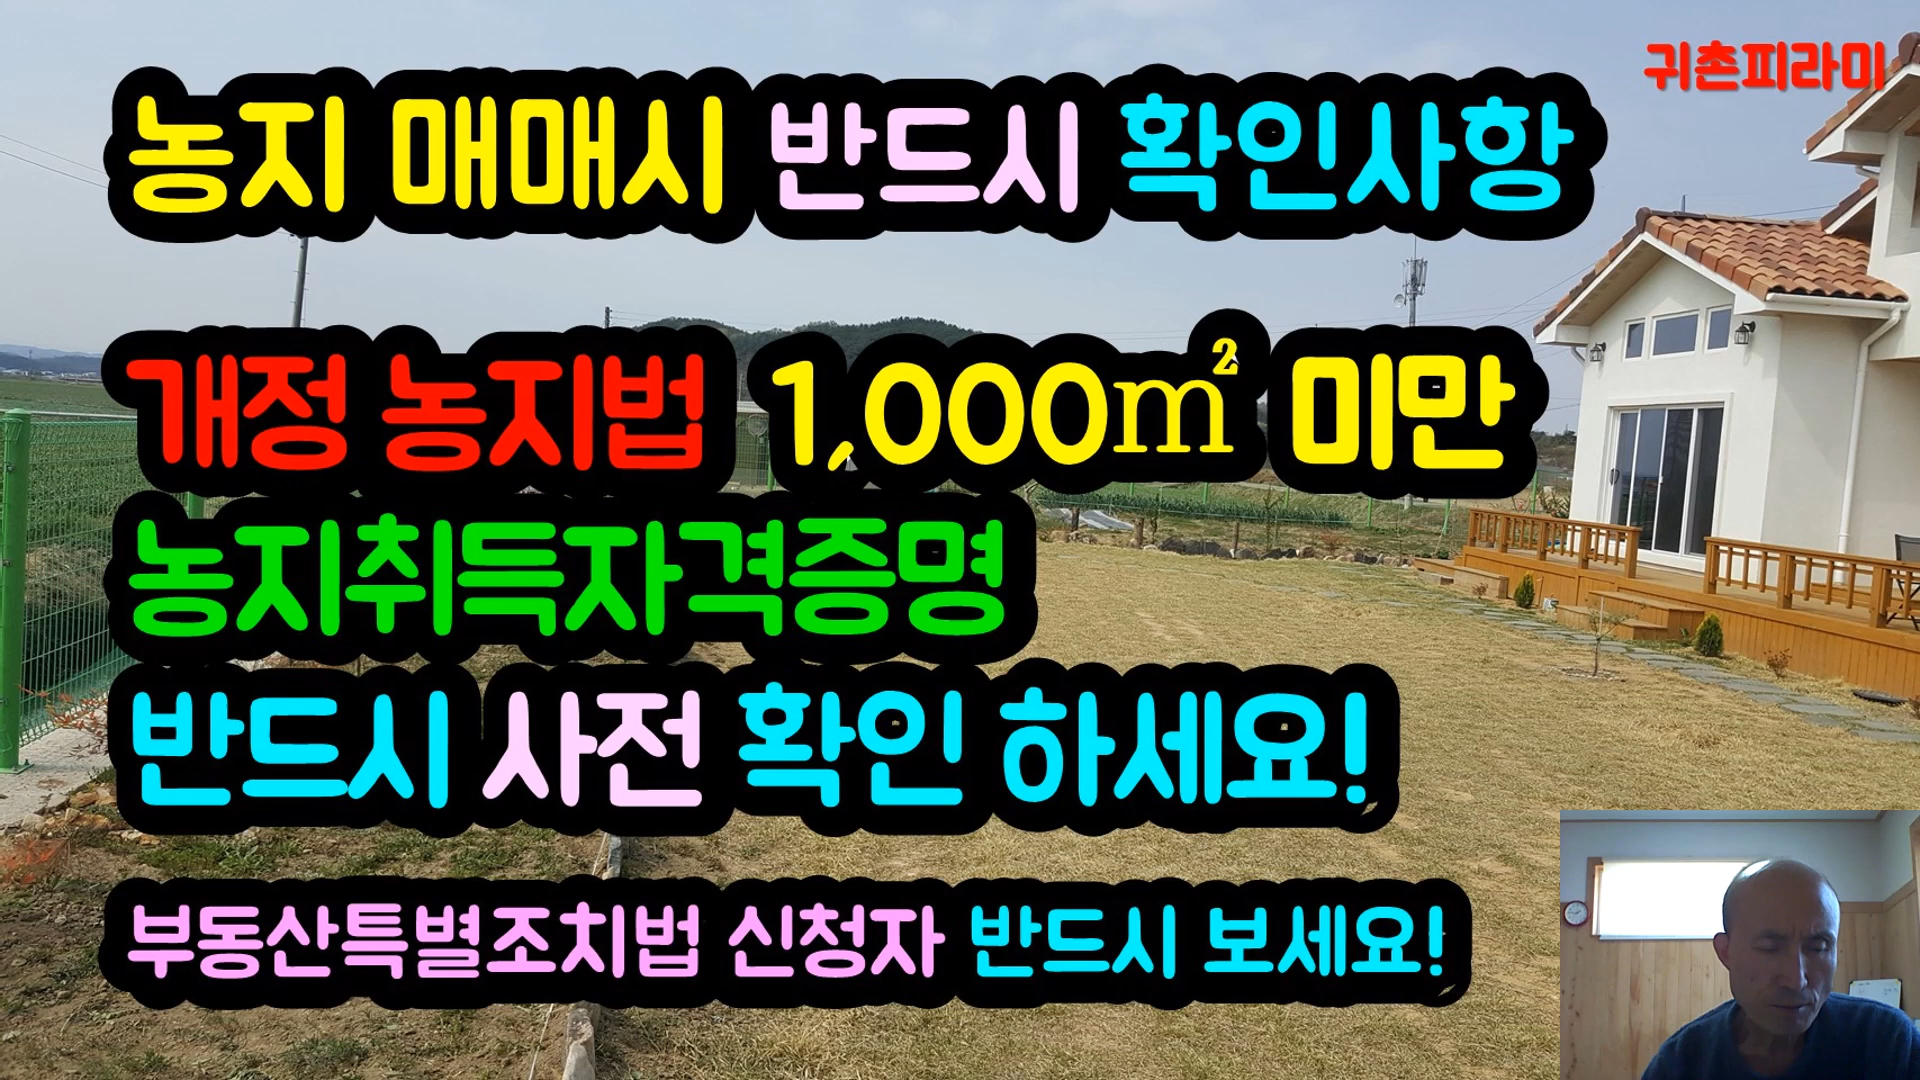 귀촌피라미
농지 매매시 반드시 확인사항
개정 농지법 1,000㎡ 미만
농지취득자격증명
반드시 사전 확인 하세요!
부동산특별조치법 신청자 반드시 보세요!